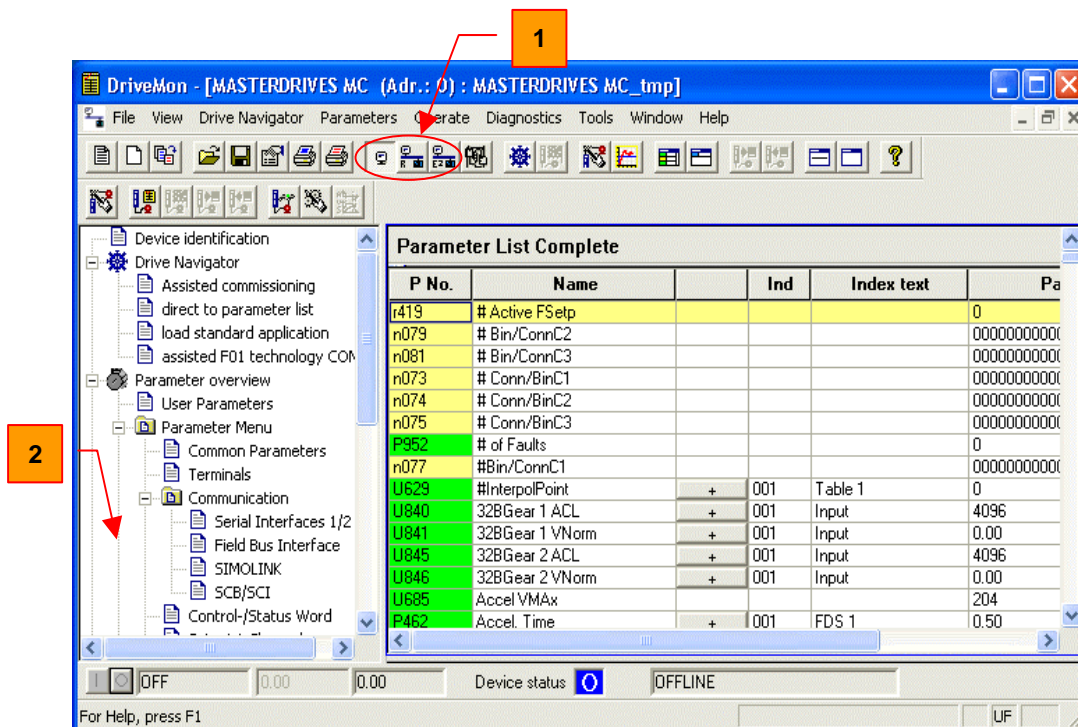 1
DriveMon - [MASTERDRIVES MC (Adr.: 0) : MASTERDRIVES MC_tmp]
File View Drive Navigator Parameters Operate Diagnostics Tools Window Help
Device identification
Drive Navigator
Assisted commissioning
direct to parameter list
load standard application
assisted F01 technology CON
Parameter overview
User Parameters
Parameter Menu
Common Parameters
Terminals
Communication
Serial Interfaces 1/2
Field Bus Interface
SIMOLINK
SCB/SCI
Control-/Status Word
2
Parameter List Complete
P No. Name Ind Index text Pa
r419 # Active FSetp 0
n079 # Bin/ConnC2 00000000000
n081 # Bin/ConnC3 00000000000
n073 # Conn/BinC1 00000000000
n074 # Conn/BinC2 00000000000
n075 # Conn/BinC3 00000000000
P952 # of Faults 0
n077 #Bin/ConnC1 00000000000
U629 #InterpolPoint + 001 Table 1 0
U840 32BGear 1 ACL + 001 Input 4096
U841 32BGear 1 VNorm + 001 Input 0.00
U845 32BGear 2 ACL + 001 Input 4096
U846 32BGear 2 VNorm + 001 Input 0.00
U685 Accel VMAx 204
P462 Accel. Time + 001 FDS 1 0.50
OFF 0.00 0.00 Device status OFFLINE
For Help, press F1 UF